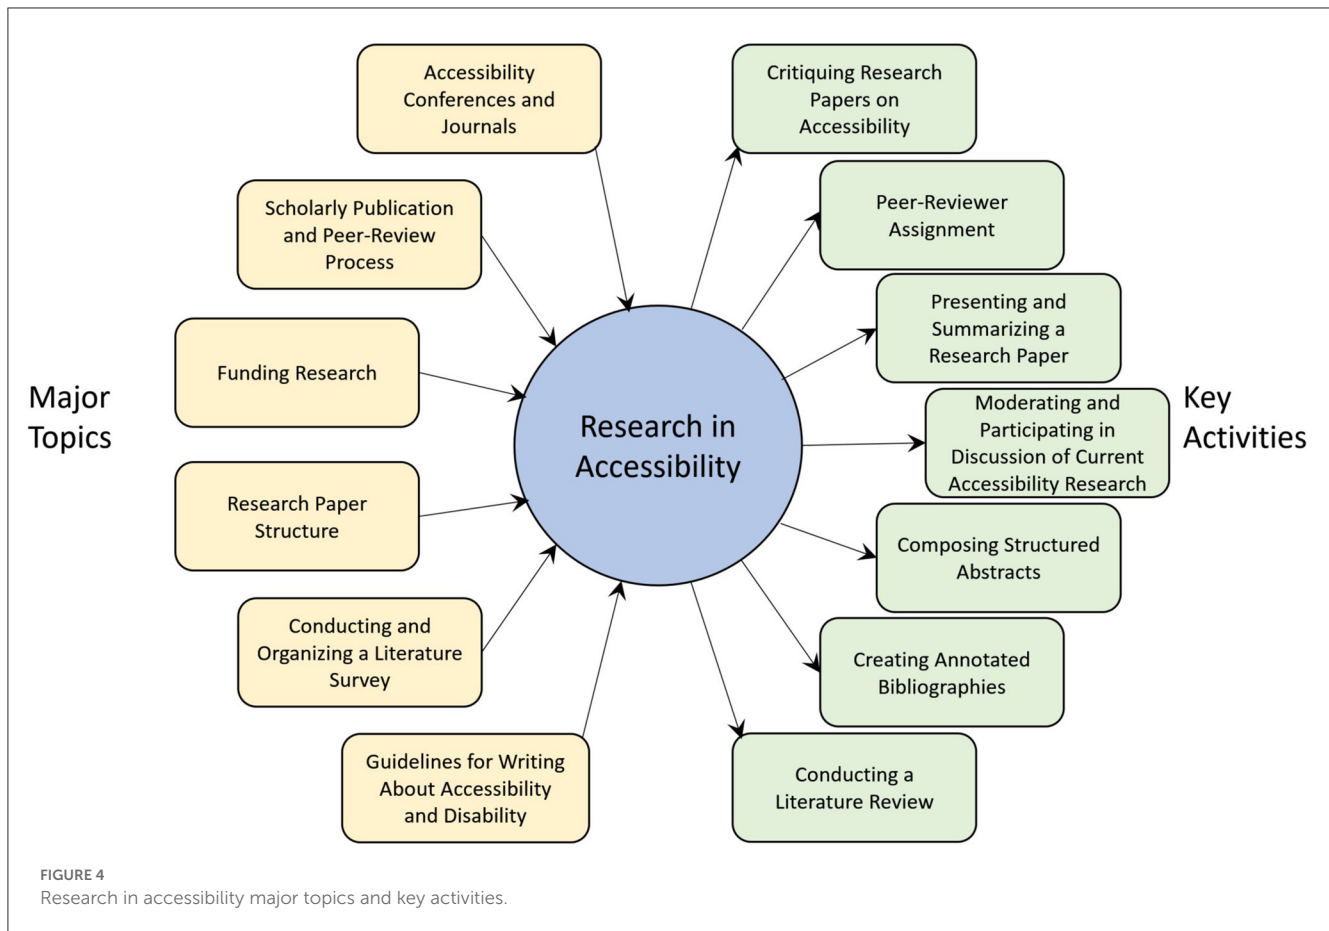 Accessibility
Conferences and
Journals
Scholarly Publication
and Peer-Review
Process
Funding Research
Research Paper
Structure
Conducting and
Organizing a Literature
Survey
Guidelines for Writing
About Accessibility
and Disability
Major
Topics
Research in
Accessibility
Critiquing Research
Papers on
Accessibility
Peer-Reviewer
Assignment
Presenting and
Summarizing a
Research Paper
Moderating and
Participating in
Discussion of Current
Accessibility Research
Composing Structured
Abstracts
Creating Annotated
Bibliographies
Conducting a
Literature Review
Key
Activities
FIGURE 4
Research in accessibility major topics and key activities.